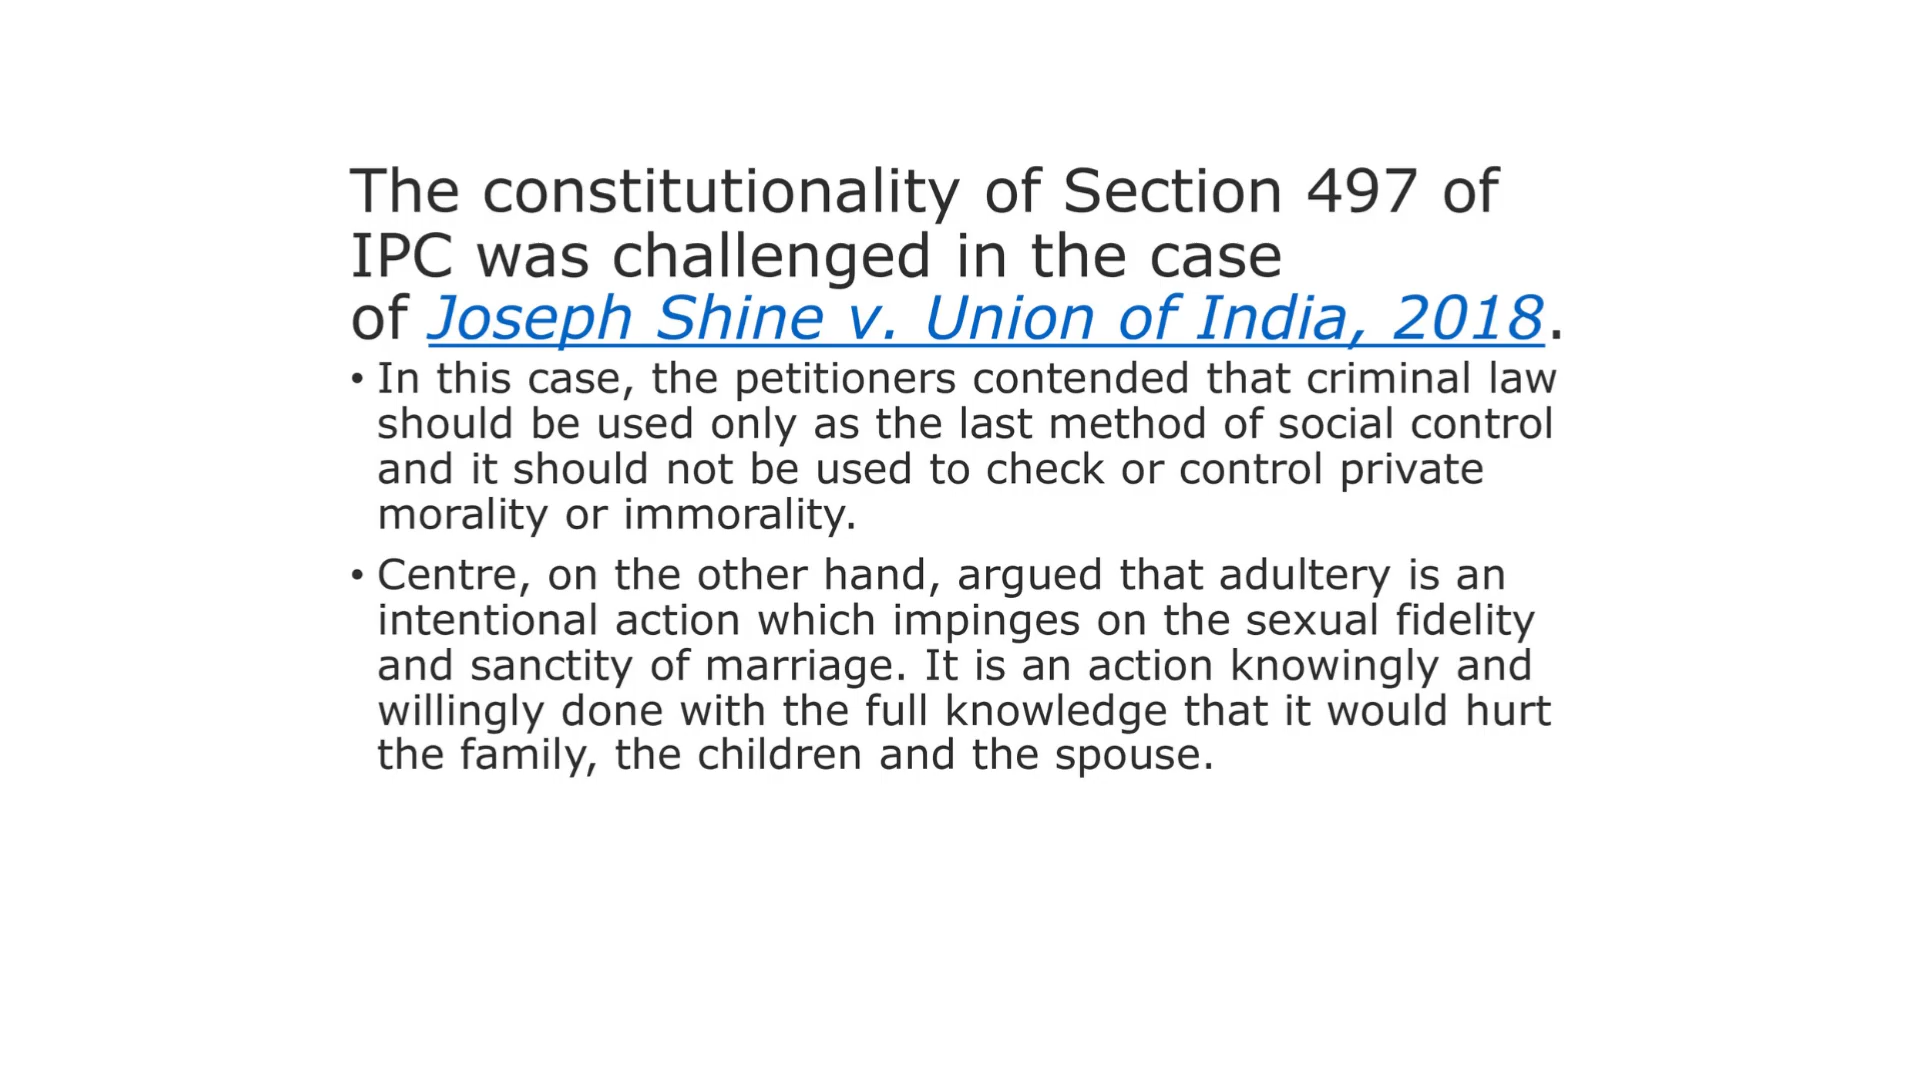 The constitutionality of Section 497 of
IPC was challenged in the case
of Joseph Shine v. Union of India, 2018.
• In this case, the petitioners contended that criminal law
should be used only as the last method of social control
and it should not be used to check or control private
morality or immorality.
• Centre, on the other hand, argued that adultery is an
intentional action which impinges on the sexual fidelity
and sanctity of marriage. It is an action knowingly and
willingly done with the full knowledge that it would hurt
the family, the children and the spouse.